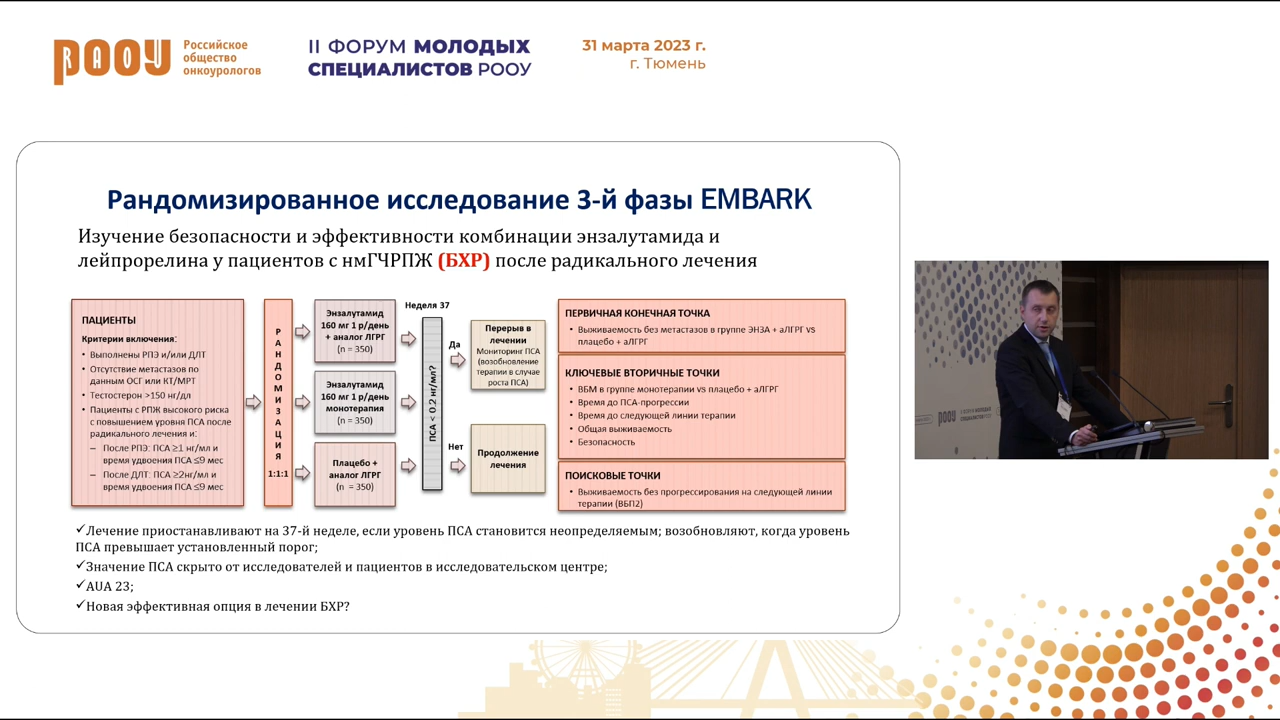 РООУ
RАОU
Российское
общество
онкоурологов
II ФОРУМ МОЛОДЫХ
СПЕЦИАЛИСТОВ РООУ
31 марта 2023 г.
г. Тюмень
Рандомизированное исследование 3-й фазы EMBARK
Изучение безопасности и эффективности комбинации энзалутамида и
лейпрорелина у пациентов с нмГЧРПЖ (БХР) после радикального лечения
ПАЦИЕНТЫ
Критерии включения:
• Выполнены РПЭ и/или ДЛТ
• Отсутствие метастазов по
данным ОСГ или КТ/МРТ
• Тестостерон >150 нг/дл
• Пациенты с РПЖ высокого риска
с повышением уровня ПСА после
радикального лечения и:
– После РПЭ: ПСА ≥1 нг/мл и
время удвоения ПСА ≤9 мес
– После ДЛТ: ПСА ≥2нг/мл и
время удвоения ПСА ≤9 мес
РАНДОМИЗАЦИЯ
1:1:1
Энзалутамид
160 мг 1 р/день
+ аналог ЛГРГ
(n = 350)
Энзалутамид
160 мг 1 р/день
монотерапия
(n = 350)
Плацебо +
аналог ЛГРГ
(n = 350)
Неделя 37
ПСА < 0.2 нг/мл?
Да
Нет
Перерыв в
лечении
Мониторинг ПСА
(возобновление
терапии в случае
роста ПСА)
Продолжение
лечения
ПЕРВИЧНАЯ КОНЕЧНАЯ ТОЧКА
• Выживаемость без метастазов в группе ЭНЗА + аЛГРГ vs
плацебо + аЛГРГ
КЛЮЧЕВЫЕ ВТОРИЧНЫЕ ТОЧКИ
• ВБМ в группе монотерапии vs плацебо + аЛГРГ
• Время до ПСА-прогрессии
• Время до следующей линии терапии
• Общая выживаемость
• Безопасность
ПОИСКОВЫЕ ТОЧКИ
• Выживаемость без прогрессирования на следующей линии
терапии (ВБП2)
✓Лечение приостанавливают на 37-й неделе, если уровень ПСА становится неопределяемым; возобновляют, когда уровень
ПСА превышает установленный порог;
✓Значение ПСА скрыто от исследователей и пациентов в исследовательском центре;
✓AUA 23;
✓Новая эффективная опция в лечении БХР?
РООУ
II ФОРУМ МОЛОДЫХ
СПЕЦИАЛИСТОВ РООУ